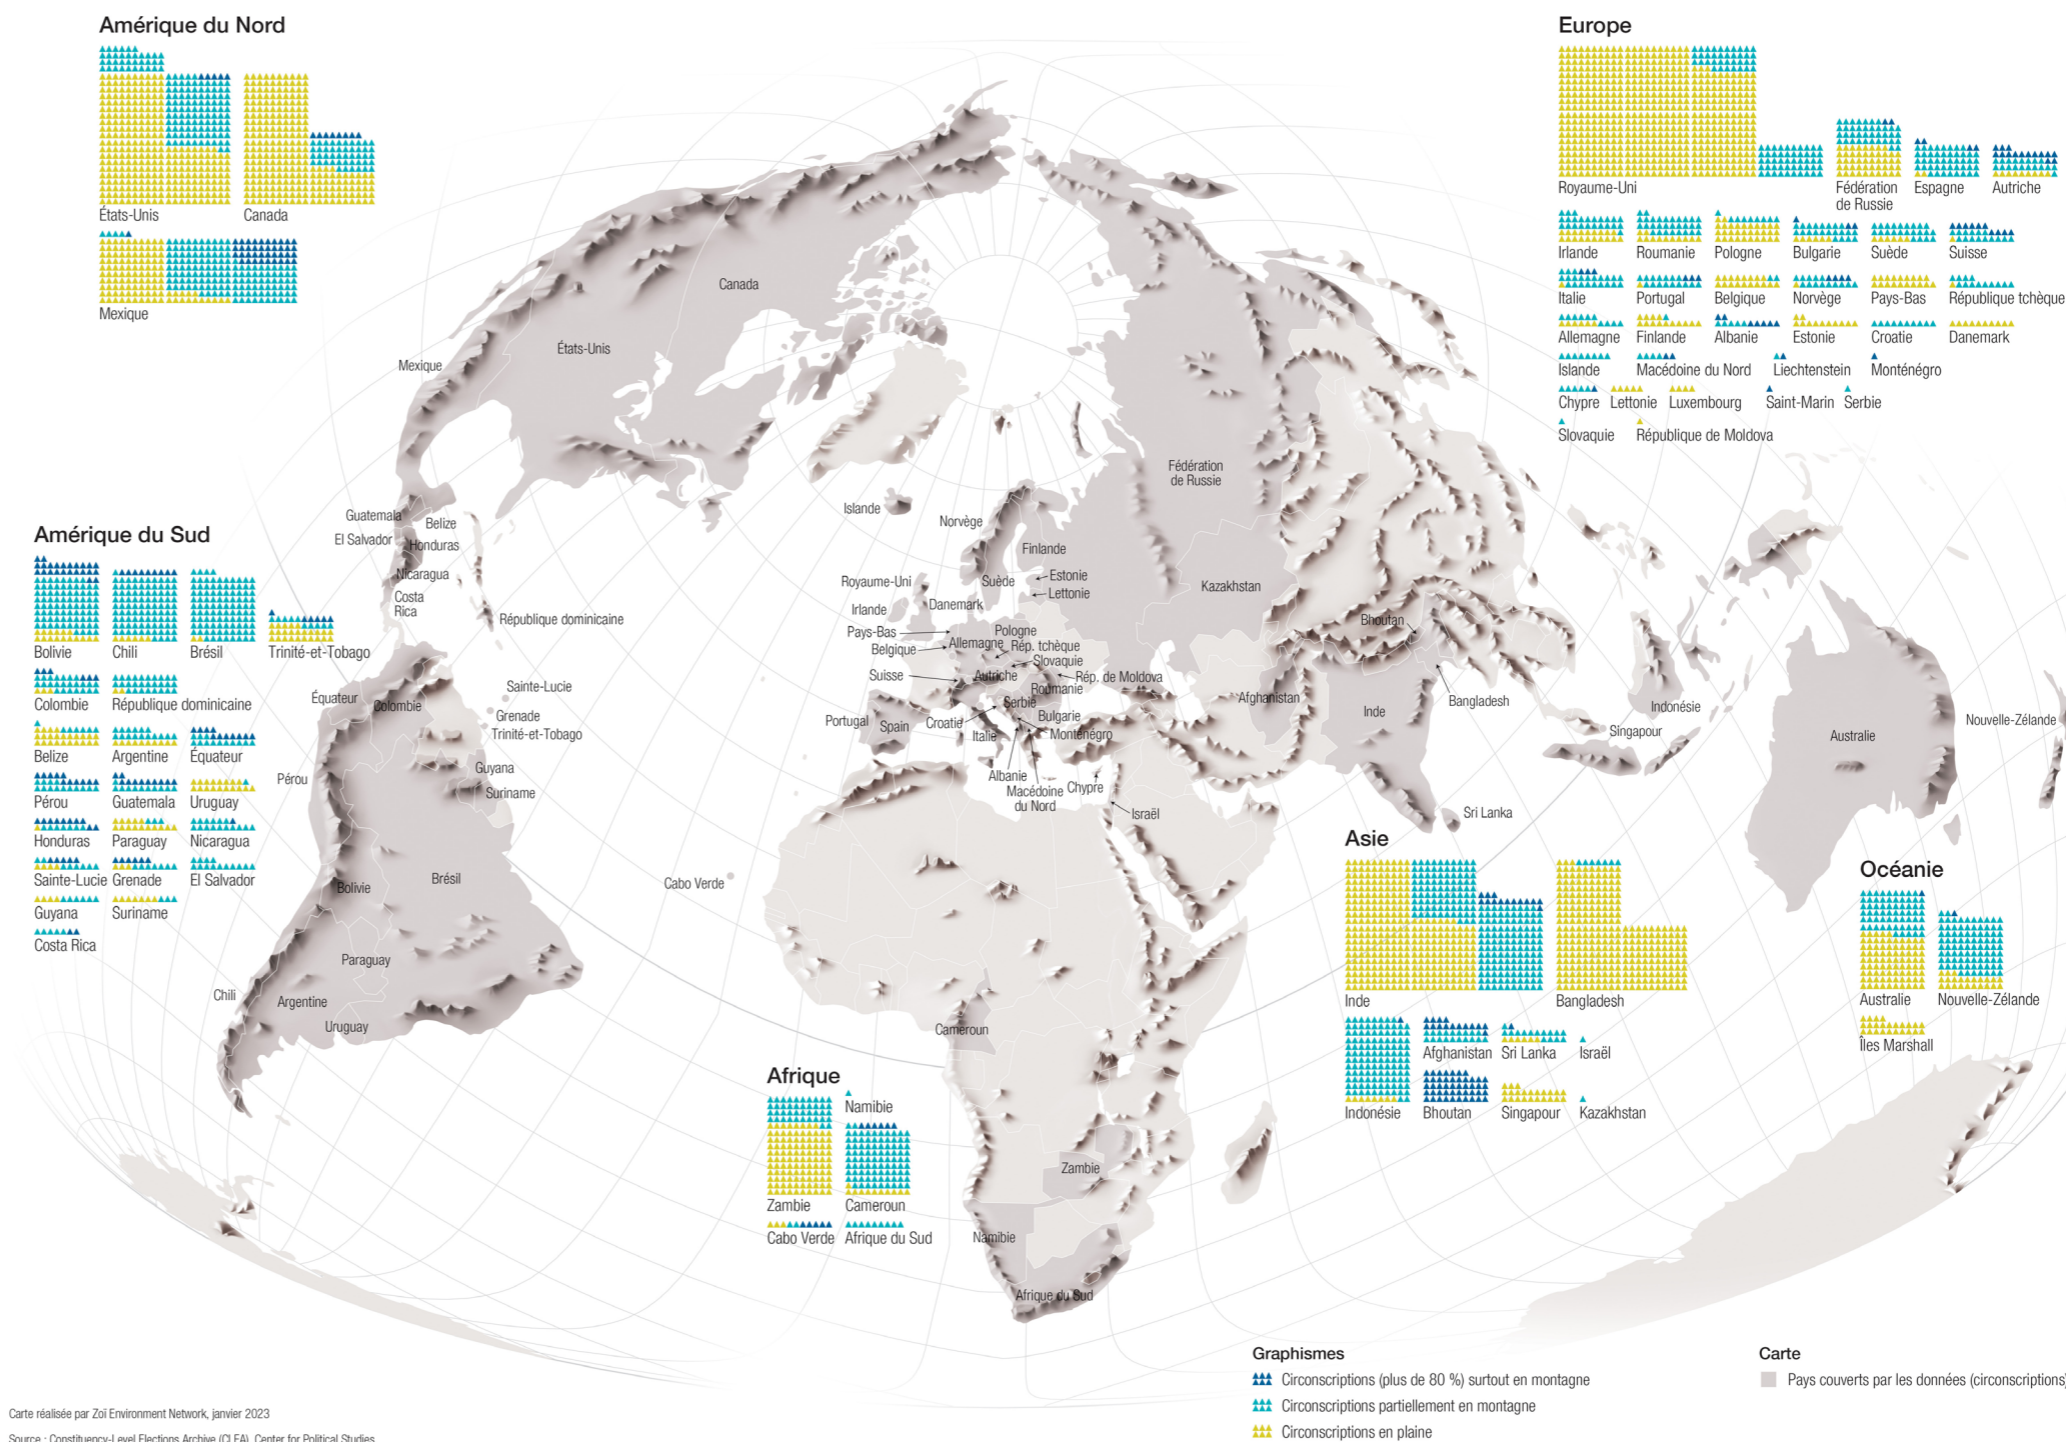 Amérique du Nord
États-Unis
Canada
Mexique
Europe
Royaume-Uni
Fédération
de Russie
Espagne
Autriche
Irlande
Roumanie
Pologne
Bulgarie
Suède
Suisse
Italie
Portugal
Belgique
Norvège
Pays-Bas
République tchèque
Allemagne
Finlande
Albanie
Estonie
Croatie
Danemark
Islande
Macédoine du Nord
Liechtenstein
Monténégro
Chypre
Lettonie
Luxembourg
Saint-Marin
Serbie
Slovaquie
République de Moldova
Amérique du Sud
Bolivie
Chili
Brésil
Trinité-et-Tobago
Colombie
République dominicaine
Belize
Argentine
Équateur
Pérou
Guatemala
Uruguay
Honduras
Paraguay
Nicaragua
Sainte-Lucie
Grenade
El Salvador
Guyana
Suriname
Costa Rica
Canada
États-Unis
Mexique
Guatemala
Belize
El Salvador
Honduras
Nicaragua
Costa
Rica
République dominicaine
Sainte-Lucie
Grenade
Trinité-et-Tobago
Équateur
Colombie
Guyana
Suriname
Pérou
Bolivie
Brésil
Paraguay
Chili
Argentine
Uruguay
Islande
Norvège
Finlande
Suède
Estonie
Lettonie
Royaume-Uni
Irlande
Danemark
Pays-Bas
Belgique
Allemagne
Pologne
Rép. tchèque
Slovaquie
Suisse
Autriche
Rép. de Moldova
Roumanie
Serbie
Portugal
Spain
Croatie
Italie
Bulgarie
Monténégro
Albanie
Macédoine
du Nord
Chypre
Israël
Fédération
de Russie
Kazakhstan
Bhoutan
Afghanistan
Inde
Bangladesh
Sri Lanka
Singapour
Indonésie
Australie
Nouvelle-Zélande
Cabo Verde
Cameroun
Zambie
Namibie
Afrique du Sud
Afrique
Namibie
Zambie
Cameroun
Cabo Verde
Afrique du Sud
Asie
Inde
Bangladesh
Indonésie
Afghanistan
Sri Lanka
Israël
Bhoutan
Singapour
Kazakhstan
Océanie
Australie
Nouvelle-Zélande
Îles Marshall
Graphismes
Circonscriptions (plus de 80 %) surtout en montagne
Circonscriptions partiellement en montagne
Circonscriptions en plaine
Carte
Pays couverts par les données (circonscriptions)
Carte réalisée par Zoï Environment Network, janvier 2023
Source : Constituency-Level Elections Archive (CLEA), Center for Political Studies